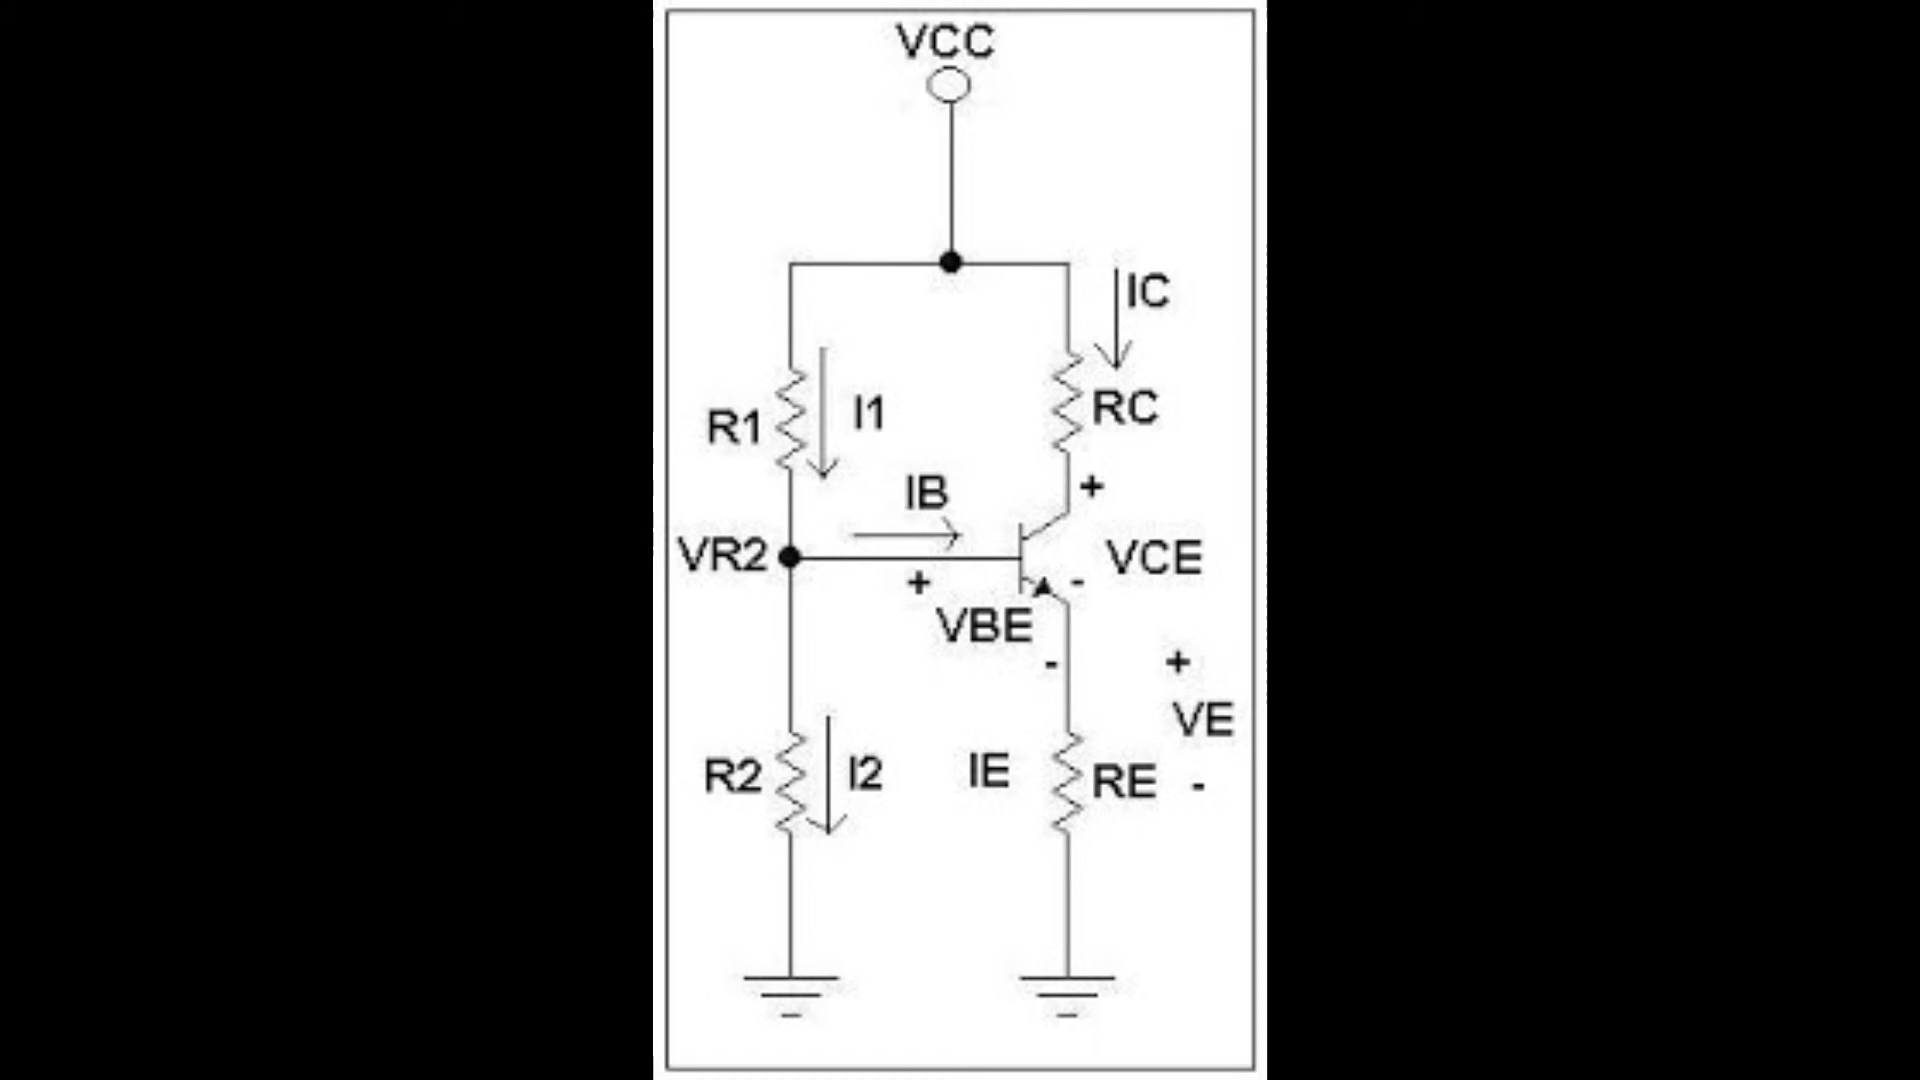 VCC
IC
R1
I1
RC
IB
+
VR2
VCE
+
-
VBE
-
+
VE
R2
I2
IE
RE
-